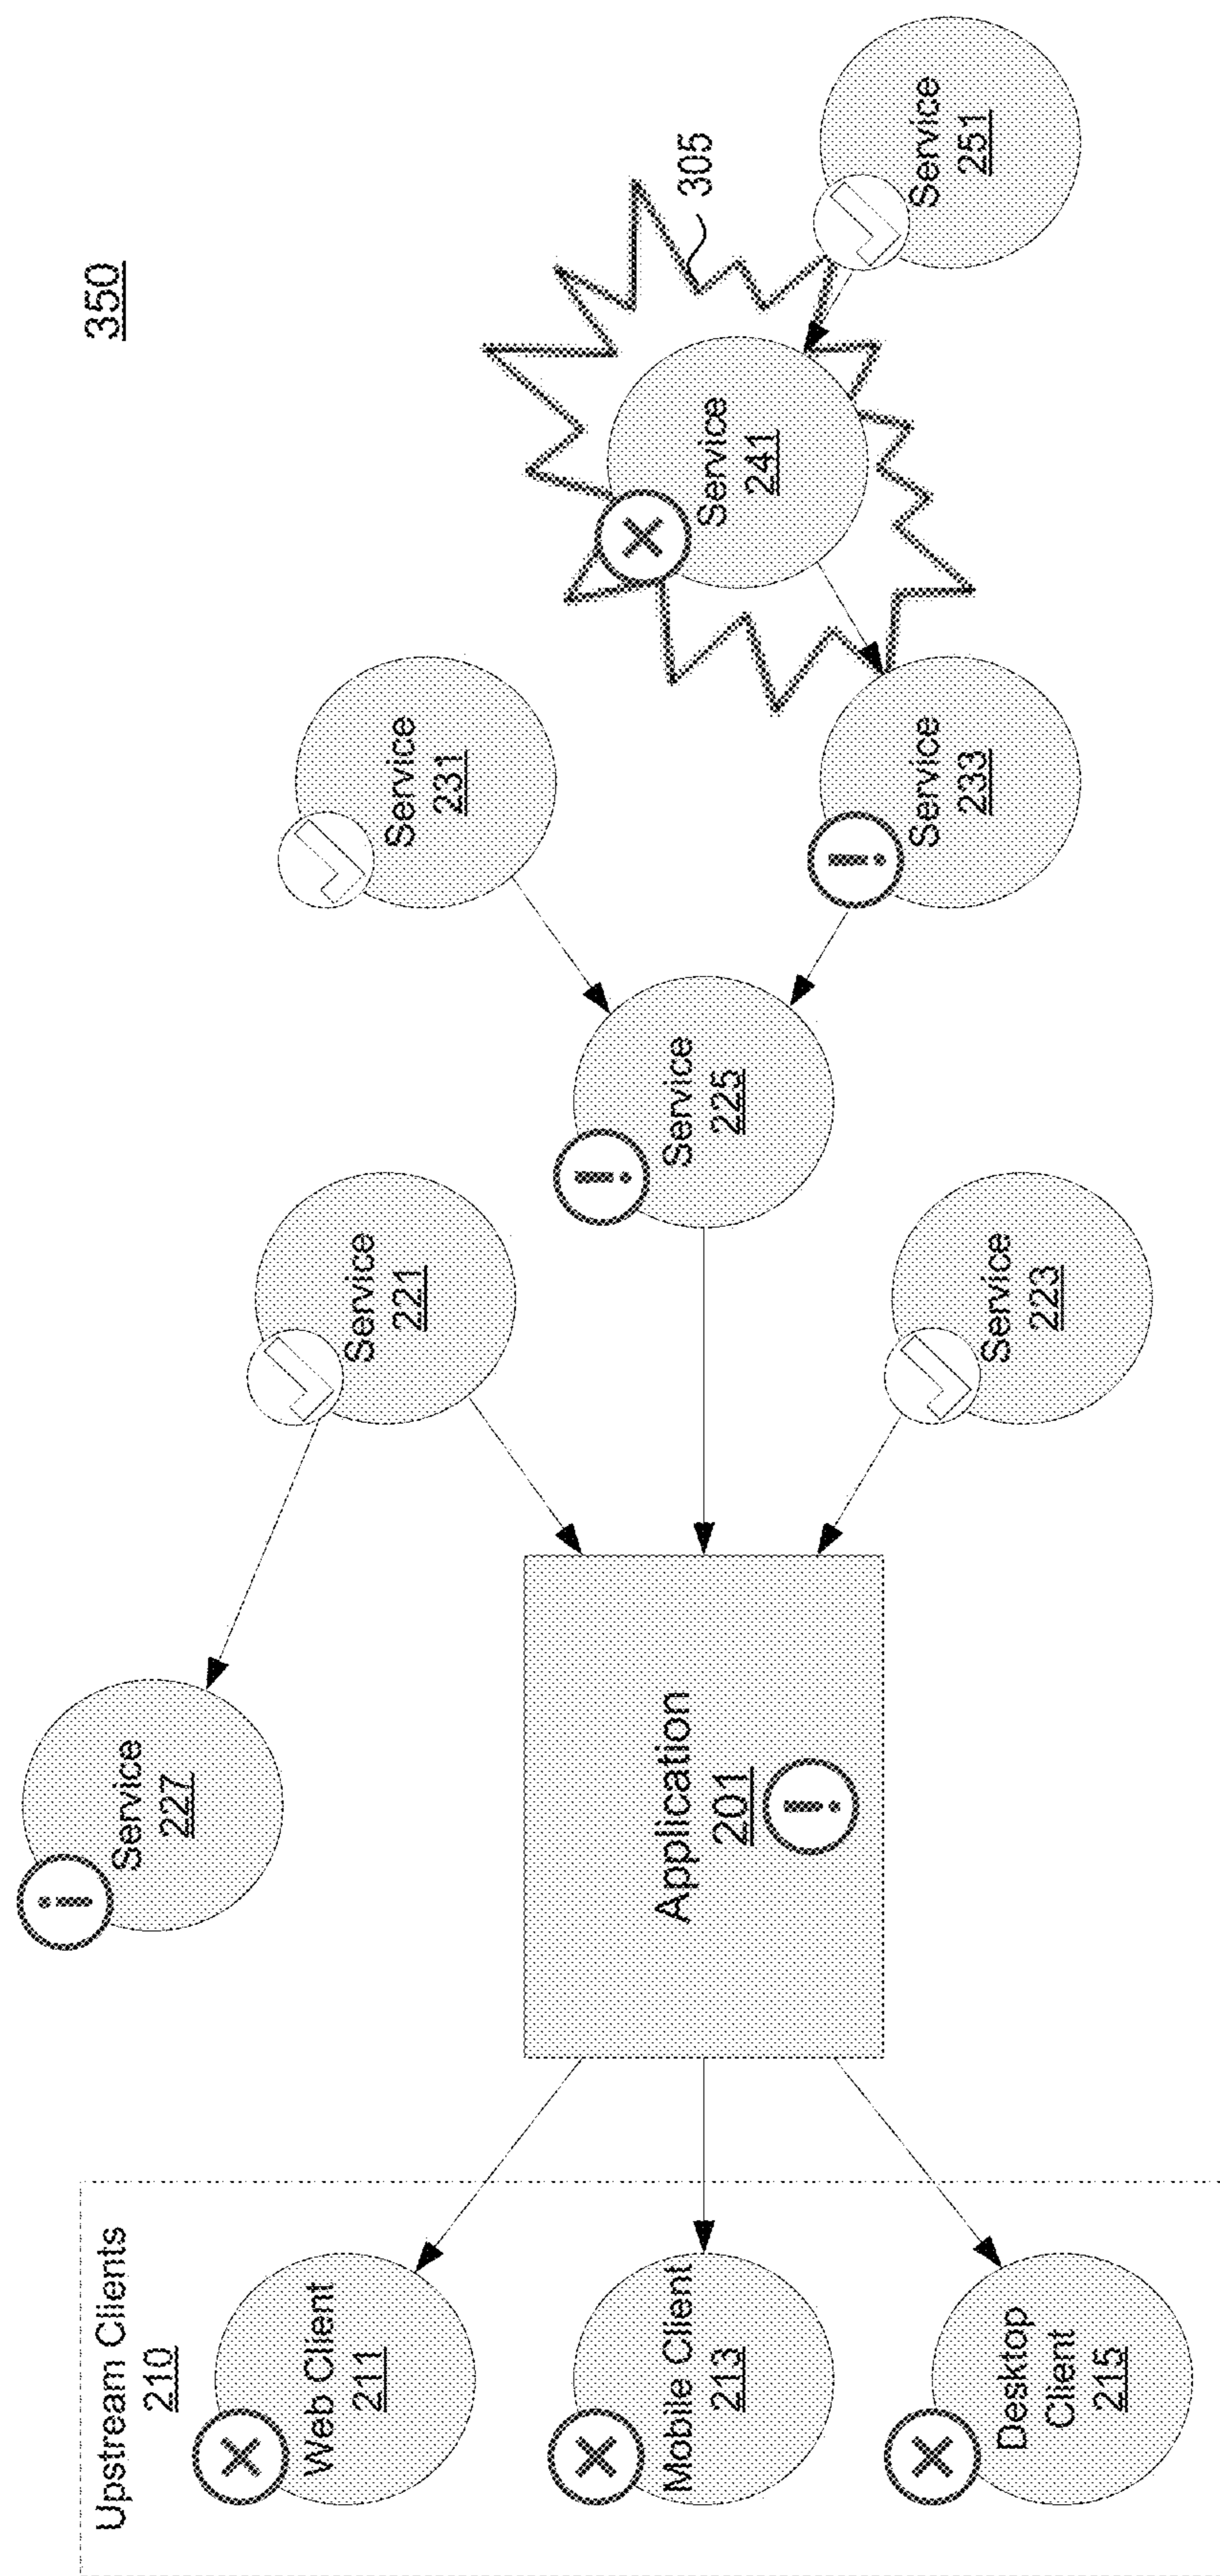 350
Upstream Clients
210
Web Client
211
Mobile Client
213
Desktop
Client
215
Application
201
Service
227
Service
221
Service
223
Service
225
Service
231
Service
233
Service
241
305
Service
251